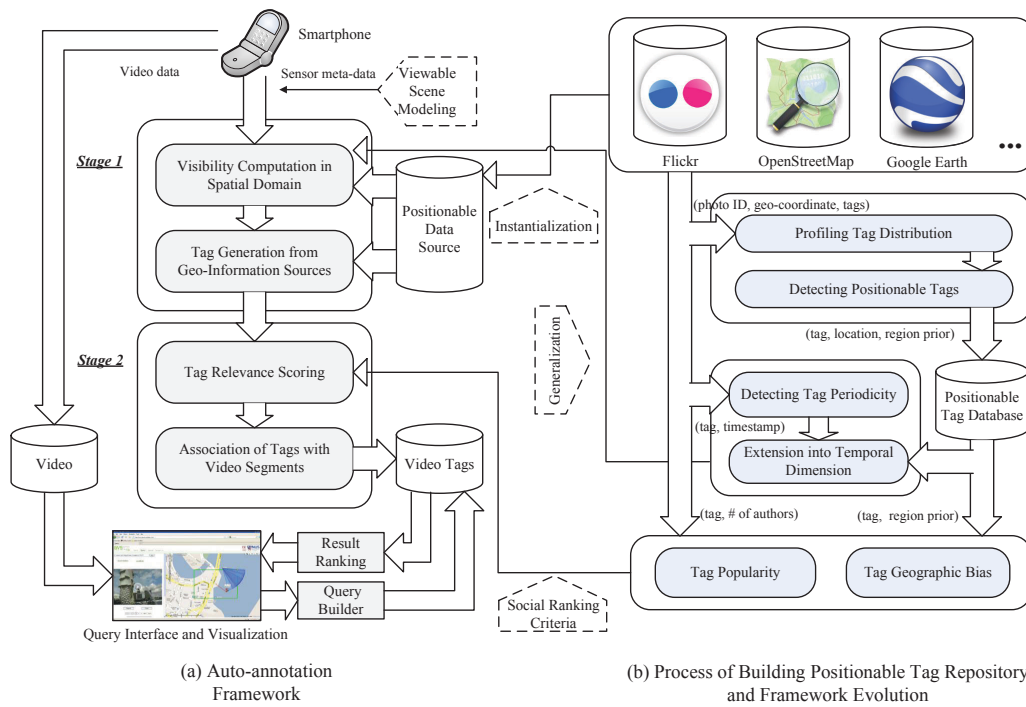 Smartphone
Video data
Sensor meta-data
Viewable
Scene
Modeling
Stage 1
Visibility Computation in
Spatial Domain
Tag Generation from
Geo-Information Sources
Positionable
Data
Source
Instantialization
Stage 2
Tag Relevance Scoring
Association of Tags with
Video Segments
Video
Video Tags
Result
Ranking
Query
Builder
Query Interface and Visualization
Generalization
Social Ranking
Criteria
(a) Auto-annotation
Framework
Flickr
OpenStreetMap
Google Earth
...
(photo ID, geo-coordinate, tags)
Profiling Tag Distribution
Detecting Positionable Tags
(tag, location, region prior)
Detecting Tag Periodicity
(tag, timestamp)
Extension into Temporal
Dimension
Positionable
Tag Database
(tag, # of authors)
(tag, region prior)
Tag Popularity
Tag Geographic Bias
(b) Process of Building Positionable Tag Repository
and Framework Evolution